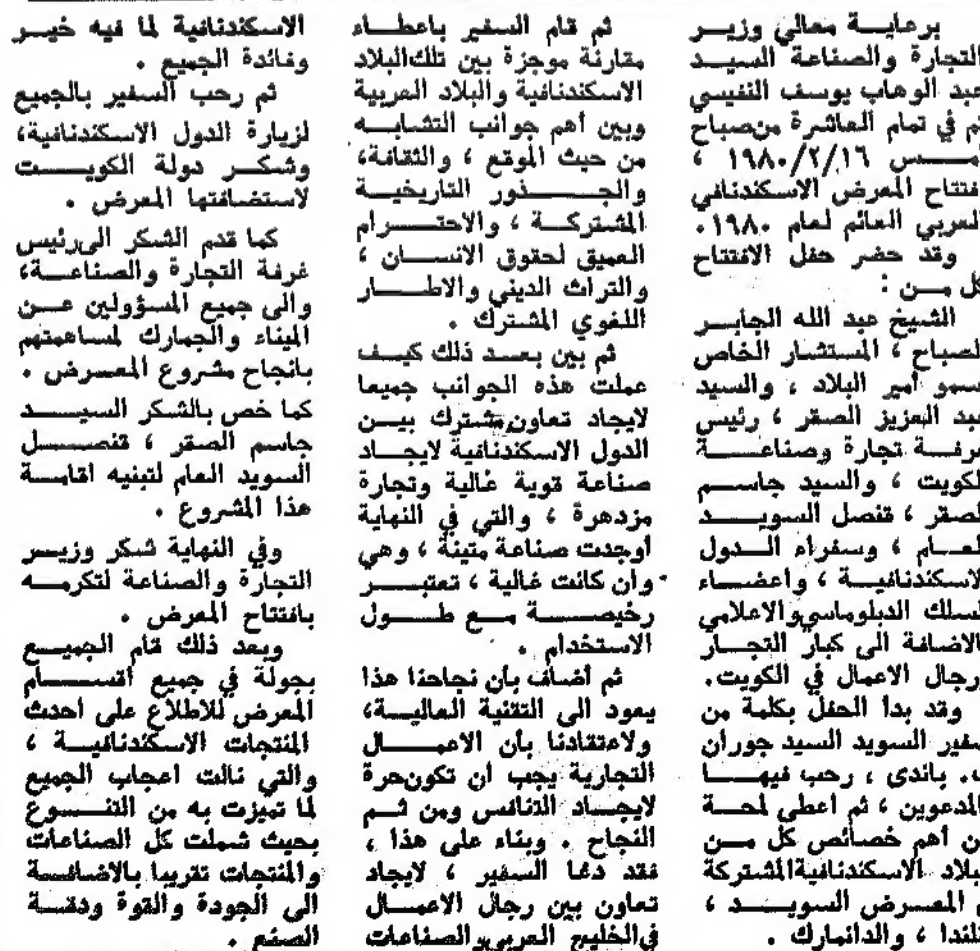 برعاية معالي وزير
التجارة والصناعة السيد
عبد الوهاب يوسف النفيسي
تم في تمام العاشرة من صباح
أمس ١٩٨٠/٢/١٦ ،
افتتاح المعرض الاسكندنافي
العربي العائم لعام ١٩٨٠.
وقد حضر حفل الافتتاح
كل من :
الشيخ عبد الله الجابر
الصباح ، المستشار الخاص
لسمو أمير البلاد ، والسيد
عبد العزيز الصقر ، رئيس
غرفة تجارة وصناعة
الكويت ، والسيد جاسم
الصقر ، قنصل السويد
العام ، وسفراء الدول
الاسكندنافية ، واعضاء
السلك الدبلوماسي والاعلامي
بالاضافة الى كبار التجار
ورجال الاعمال في الكويت.
وقد بدأ الحفل بكلمة من
سفير السويد السيد جوران
باندى ، رحب فيها
بالمدعوين ، ثم اعطى لمحة
عن أهم خصائص كل من
البلاد الاسكندنافية المشتركة
المعرض السويد ،
والدانمارك .
ثم قام السفير باعطاء
مقارنة موجزة بين تلك البلاد
الاسكندنافية والبلاد العربية
وبين أهم جوانب التشابه
من حيث الموقع ، والثقافة،
والجذور التاريخية
المشتركة ، والاحترام
العميق لحقوق الانسان ،
والتراث الديني والاطار
اللغوي المشترك .
ثم بين بعد ذلك كيف
عملت هذه الجوانب جميعا
لايجاد تعاون مشترك بين
الدول الاسكندنافية لايجاد
صناعة قوية غالية وتجارة
مزدهرة ، والتي في النهاية
أوجدت صناعة متينة ، وهي
وان كانت غالية ، تعتبر
رخيصة مع طول
الاستخدام .
ثم أضاف بأن نجاحنا هذا
يعود الى التقنية العالية،
ولاعتقادنا بأن الاعمال
التجارية يجب ان تكون حرة
لايجاد التنافس ومن ثم
النجاح . وبناء على هذا ،
فقد دعا السفير ، لايجاد
تعاون بين رجال الاعمال
في الخليج العربي والصناعات
الاسكندنافية لما فيه خير
وفائدة الجميع .
ثم رحب السفير بالجميع
لزيارة الدول الاسكندنافية،
وشكر دولة الكويت
لاستضافتها المعرض .
كما قدم الشكر الى رئيس
غرفة التجارة والصناعة،
والى جميع المسؤولين عن
الميناء والجمارك لمساهمتهم
بانجاح مشروع المعرض .
كما خص بالشكر السيد
جاسم الصقر ، قنصل
السويد العام لتبنيه اقامة
هذا المشروع .
وفي النهاية شكر وزير
التجارة والصناعة لتكرمه
بافتتاح المعرض .
وبعد ذلك قام الجميع
بجولة في جميع أقسام
المعرض للاطلاع على احدث
المنتجات الاسكندنافية ،
والتي نالت اعجاب الجميع
لما تميزت به من التنوع
بحيث شملت كل الصناعات
والمنتجات تقريبا بالاضافة
الى الجودة والقوة ودقة
الصنع .